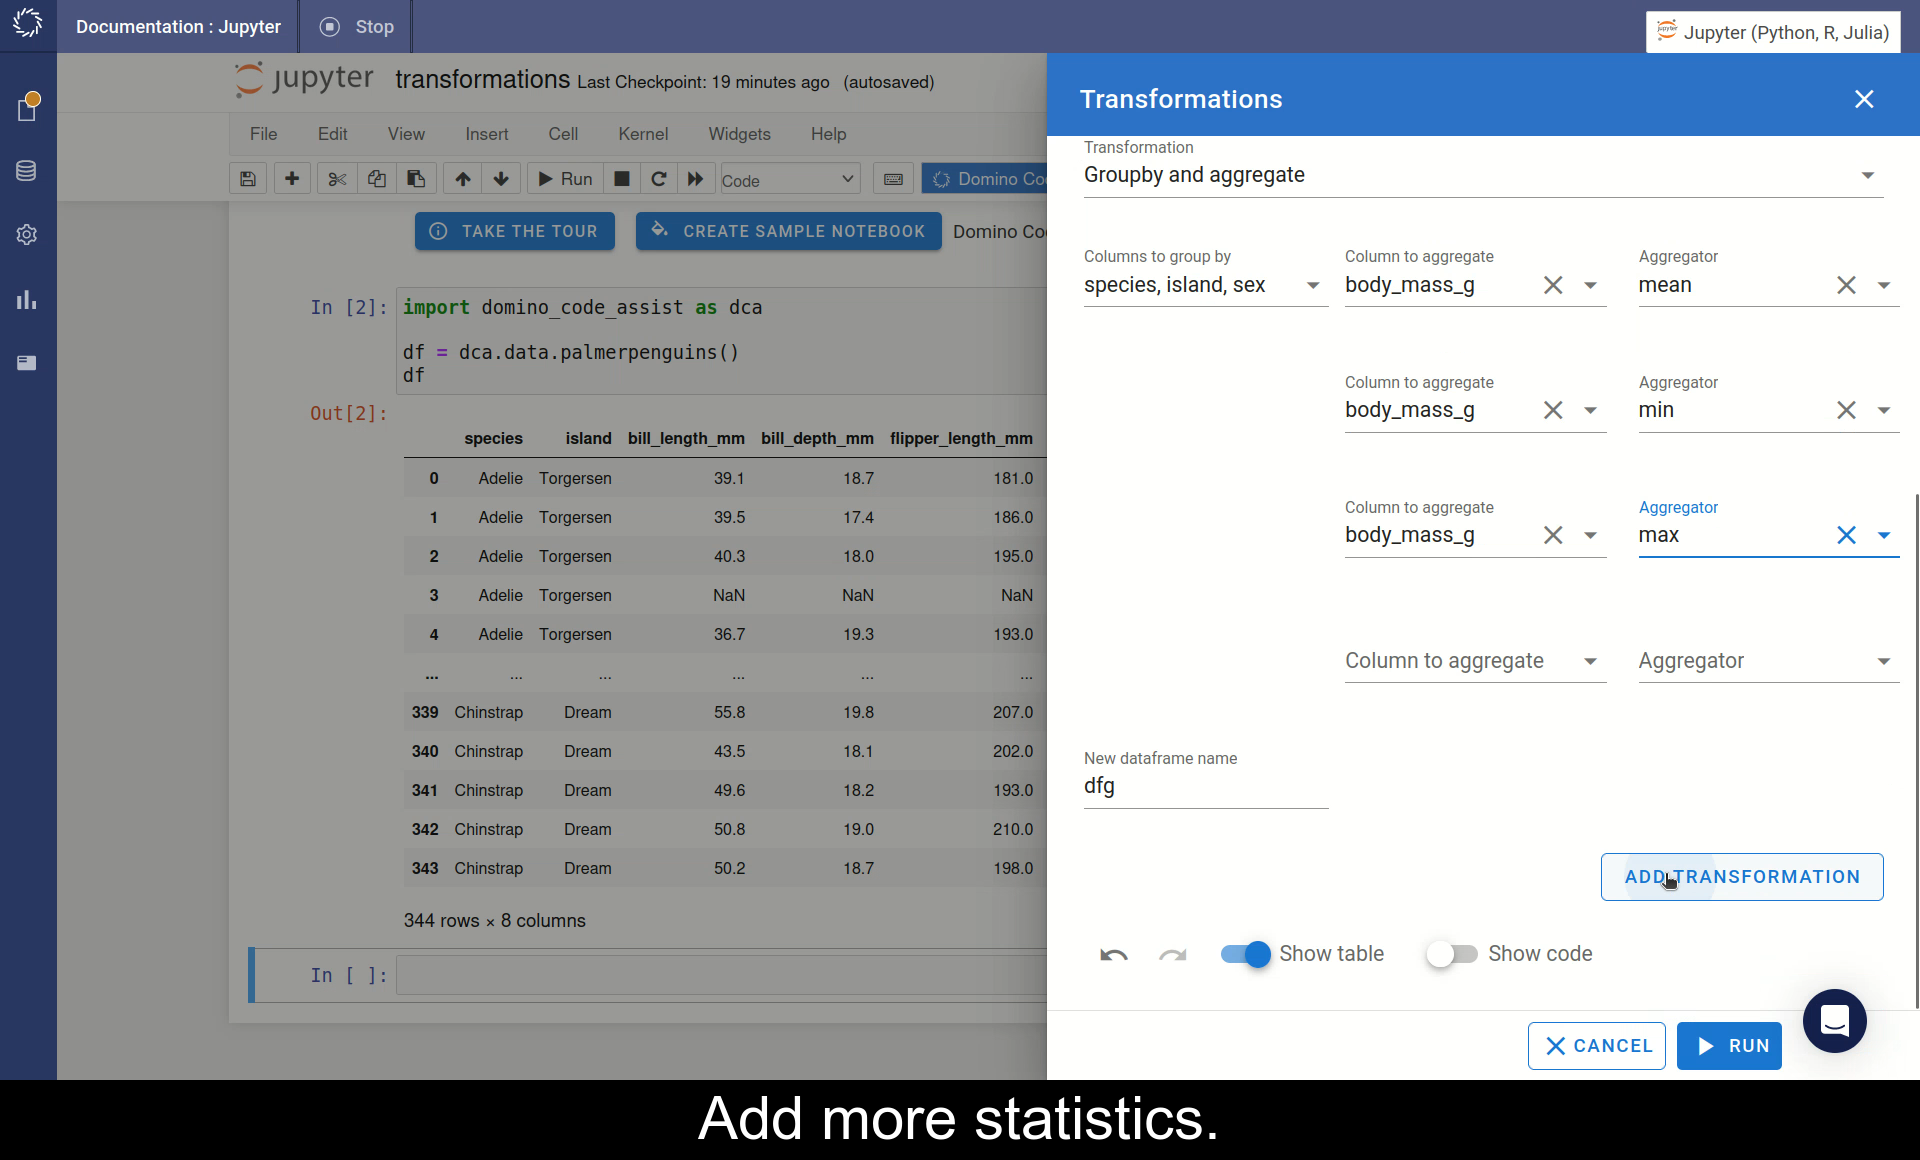 Documentation : Jupyter
Stop
Jupyter (Python, R, Julia)
jupyter transformations Last Checkpoint: 19 minutes ago (autosaved)
File Edit View Insert Cell Kernel Widgets Help
Run Code Domino Co
TAKE THE TOUR CREATE SAMPLE NOTEBOOK Domino Co
In [2]: import domino_code_assist as dca
df = dca.data.palmerpenguins()
df
Out[2]:
species island bill_length_mm bill_depth_mm flipper_length_mm
0 Adelie Torgersen 39.1 18.7 181.0
1 Adelie Torgersen 39.5 17.4 186.0
2 Adelie Torgersen 40.3 18.0 195.0
3 Adelie Torgersen NaN NaN NaN
4 Adelie Torgersen 36.7 19.3 193.0
... ... ... ... ... ...
339 Chinstrap Dream 55.8 19.8 207.0
340 Chinstrap Dream 43.5 18.1 202.0
341 Chinstrap Dream 49.6 18.2 193.0
342 Chinstrap Dream 50.8 19.0 210.0
343 Chinstrap Dream 50.2 18.7 198.0
344 rows × 8 columns
In [ ]:
Transformations
Transformation
Groupby and aggregate
Columns to group by Column to aggregate Aggregator
species, island, sex body_mass_g mean
Column to aggregate Aggregator
body_mass_g min
Column to aggregate Aggregator
body_mass_g max
Column to aggregate Aggregator
New dataframe name
dfg
ADD TRANSFORMATION
Show table Show code
CANCEL RUN
Add more statistics.